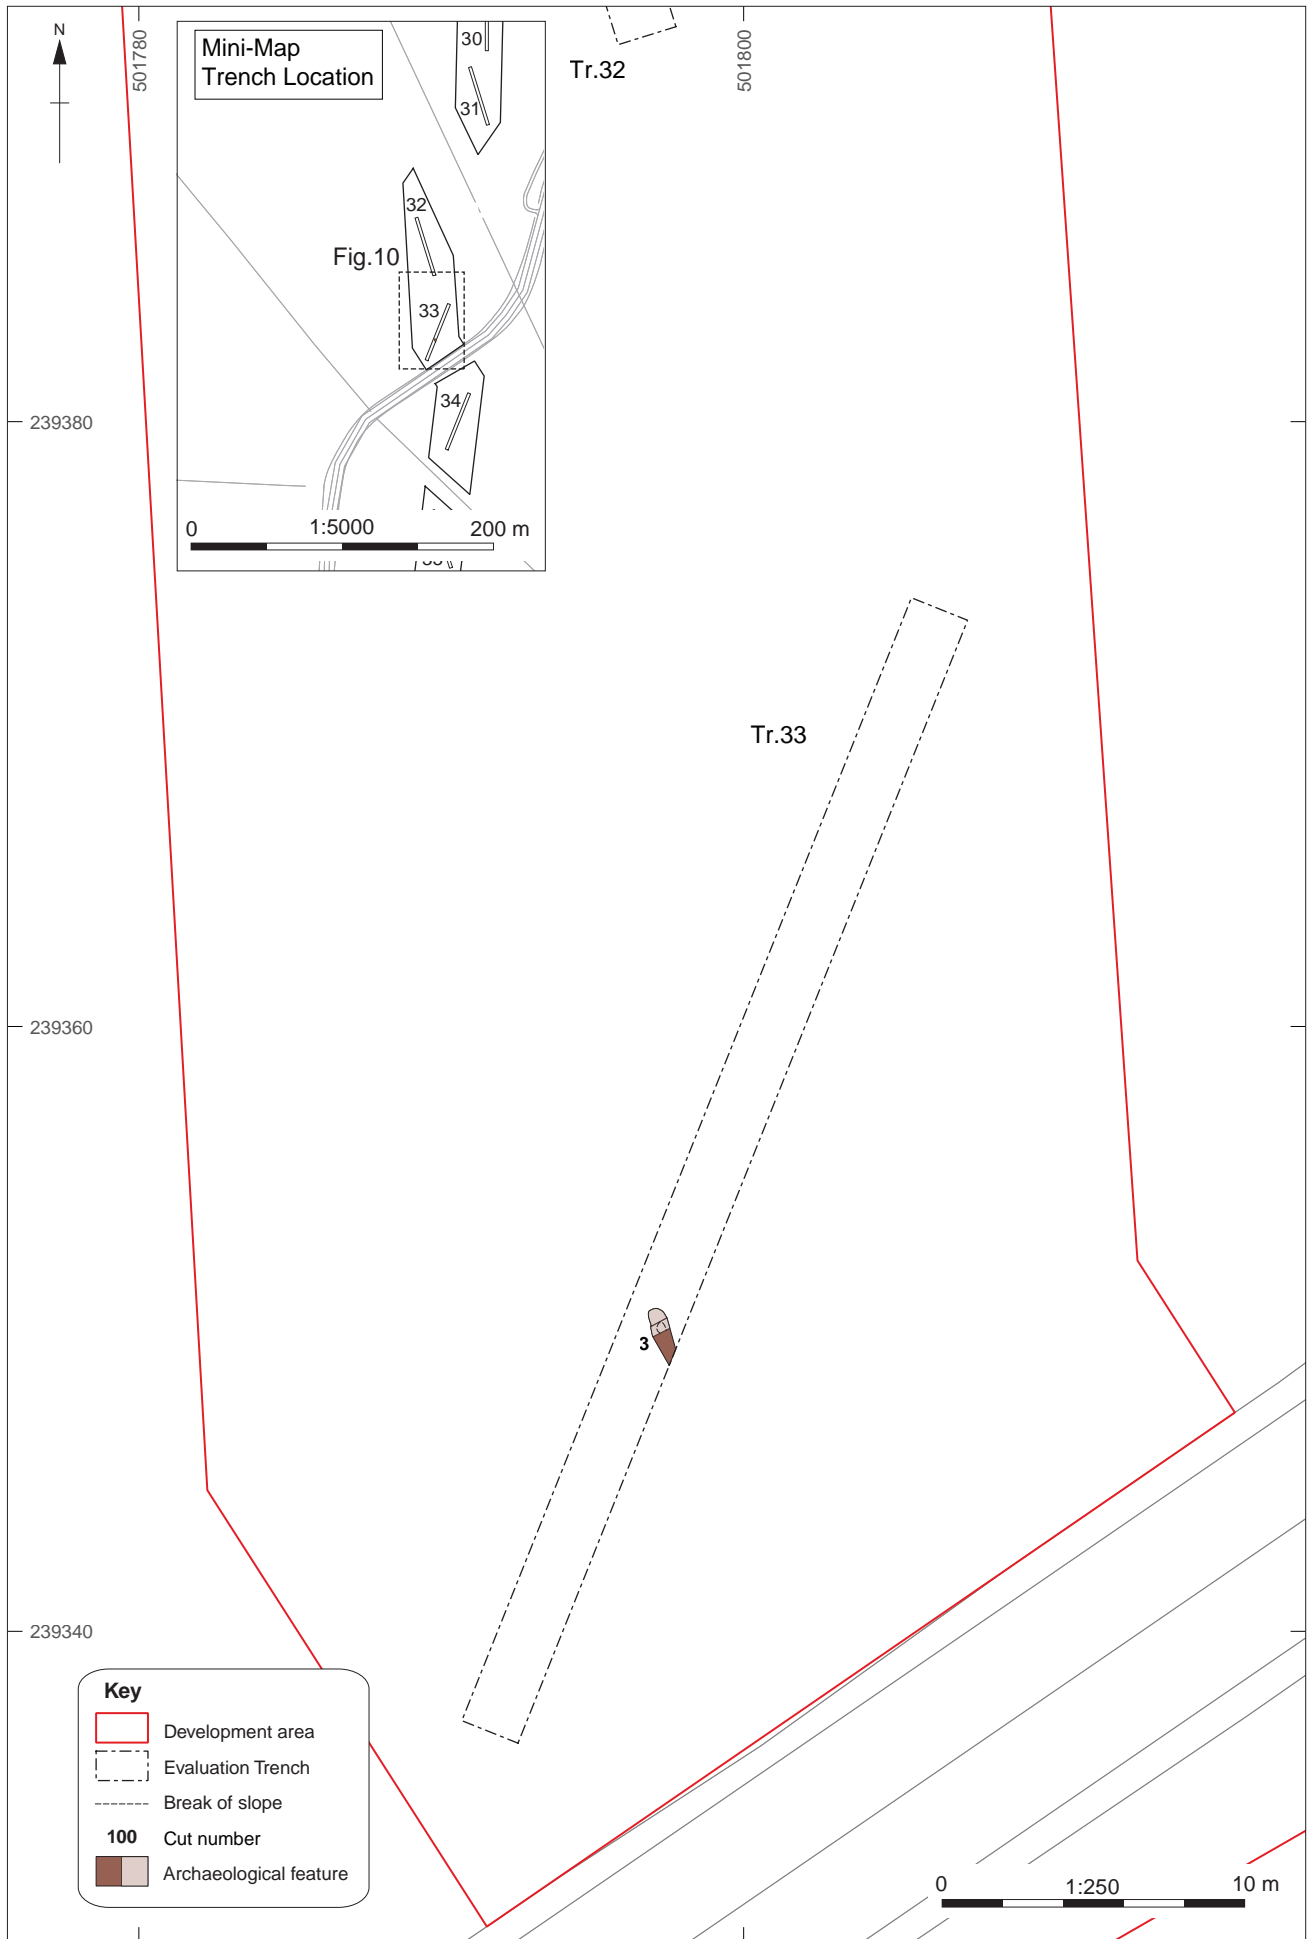 N
501780
501800
Mini-Map
Trench Location
30
31
32
Fig.10
33
34
0 1:5000 200 m
Tr.32
239380
Tr.33
239360
3
239340
Key
Development area
Evaluation Trench
Break of slope
100 Cut number
Archaeological feature
0 1:250 10 m